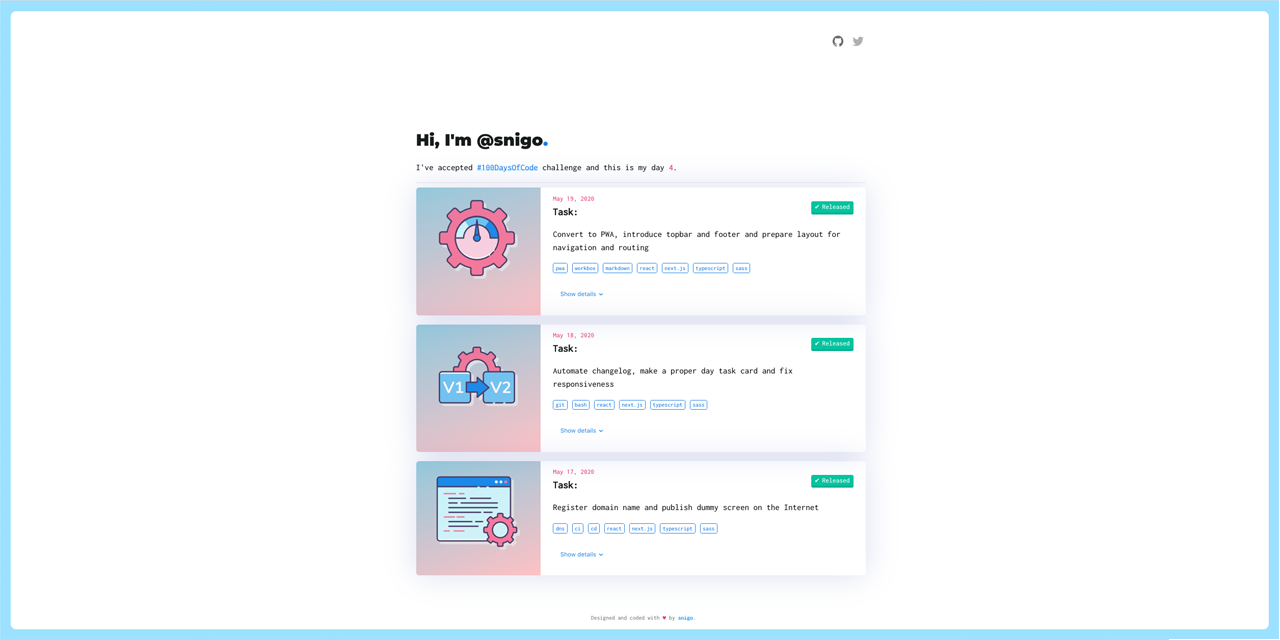 Hi, I'm @snigo.
I've accepted #100DaysOfCode challenge and this is my day 4.
May 19, 2020
Task:
✔ Released
Convert to PWA, introduce topbar and footer and prepare layout for
navigation and routing
pwa workbox markdown react next.js typescript sass
Show details
V1 V2
May 18, 2020
Task:
✔ Released
Automate changelog, make a proper day task card and fix
responsiveness
git bash react next.js typescript sass
Show details
May 17, 2020
Task:
✔ Released
Register domain name and publish dummy screen on the Internet
dns ci cd react next.js typescript sass
Show details
Designed and coded with ♥ by snigo.